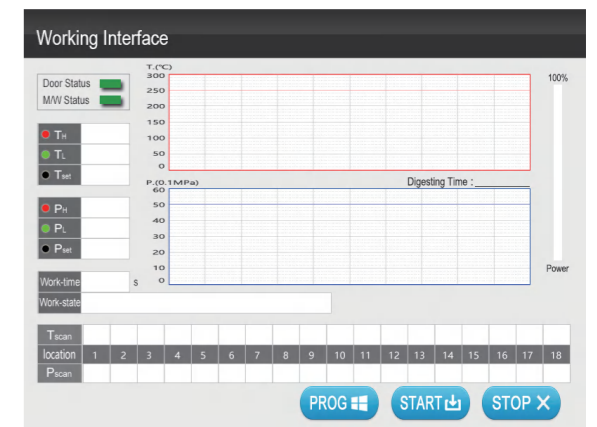 Working Interface
Door Status
M/W Status
T.(℃)
300
250
200
150
100
50
0
100%
TH
TL
Tset
P.(0.1MPa)
Digesting Time :
60
50
40
30
20
10
0
PH
PL
Pset
Power
Work-time s
Work-state
Tscan
location 1 2 3 4 5 6 7 8 9 10 11 12 13 14 15 16 17 18
Pscan
PROG START STOP